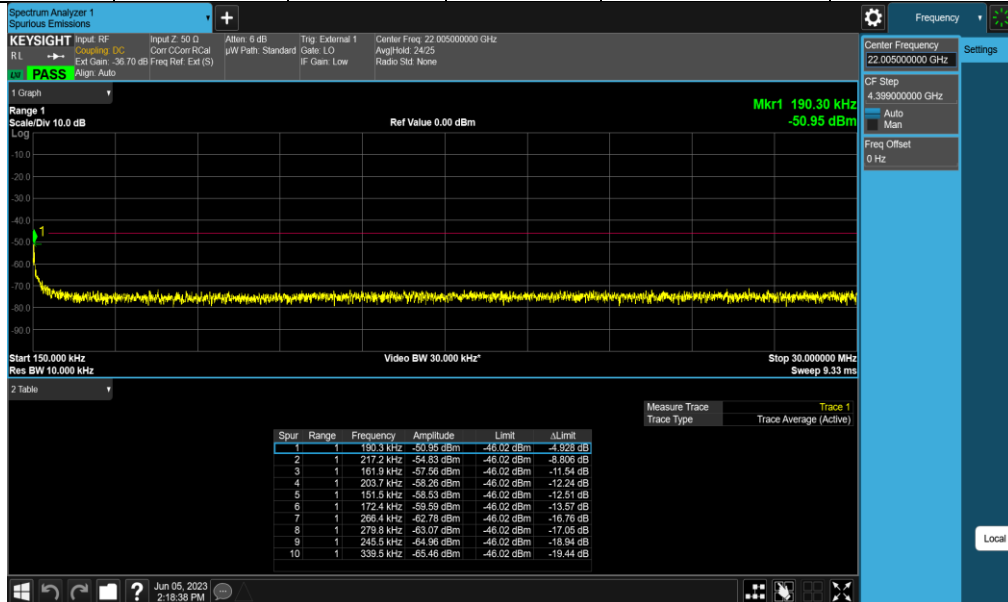 Spectrum Analyzer 1
Spurious Emissions
+
Frequency
KEYSIGHT Input: RF Input Z: 50 Ω Atten: 6 dB Trig: External 1 Center Freq: 22.005000000 GHz
RL Coupling: DC Corr CCorr RCal µW Path: Standard Gate: LO Avg|Hold: 24/25
Ext Gain: -36.70 dB Freq Ref: Ext (S) IF Gain: Low Radio Std: None
LXI PASS Align: Auto
1 Graph
Range 1
Scale/Div 10.0 dB Ref Value 0.00 dBm
Mkr1 190.30 kHz
-50.95 dBm
Log
-10.0
-20.0
-30.0
-40.0
1
-50.0
-60.0
-70.0
-80.0
-90.0
Start 150.000 kHz Video BW 30.000 kHz* Stop 30.000000 MHz
Res BW 10.000 kHz Sweep 9.33 ms
2 Table
Measure Trace Trace 1
Trace Type Trace Average (Active)
Spur Range Frequency Amplitude Limit ΔLimit
1 1 190.3 kHz -50.95 dBm -46.02 dBm -4.928 dB
2 1 217.2 kHz -54.83 dBm -46.02 dBm -8.806 dB
3 1 161.9 kHz -57.56 dBm -46.02 dBm -11.54 dB
4 1 203.7 kHz -58.26 dBm -46.02 dBm -12.24 dB
5 1 151.5 kHz -58.53 dBm -46.02 dBm -12.51 dB
6 1 172.4 kHz -59.59 dBm -46.02 dBm -13.57 dB
7 1 266.4 kHz -62.78 dBm -46.02 dBm -16.76 dB
8 1 279.8 kHz -63.07 dBm -46.02 dBm -17.05 dB
9 1 245.5 kHz -64.96 dBm -46.02 dBm -18.94 dB
10 1 339.5 kHz -65.46 dBm -46.02 dBm -19.44 dB
Center Frequency
22.005000000 GHz
Settings
CF Step
4.399000000 GHz
Auto
Man
Freq Offset
0 Hz
Local
?
Jun 05, 2023
2:18:38 PM